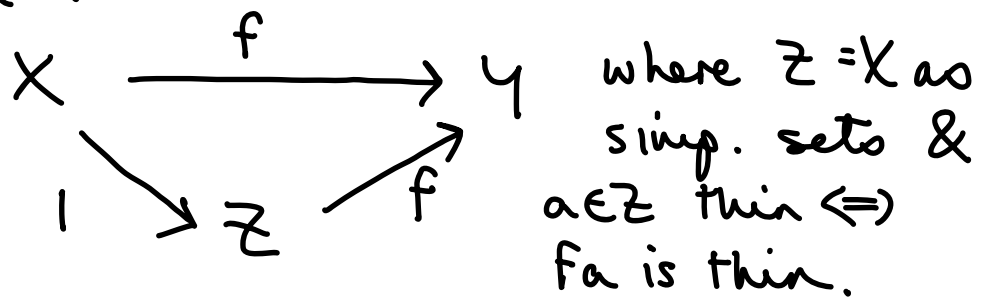 f
X Y where Z = X as
simp. sets &
1 Z f a ∈ Z thin <=>
fa is thin.